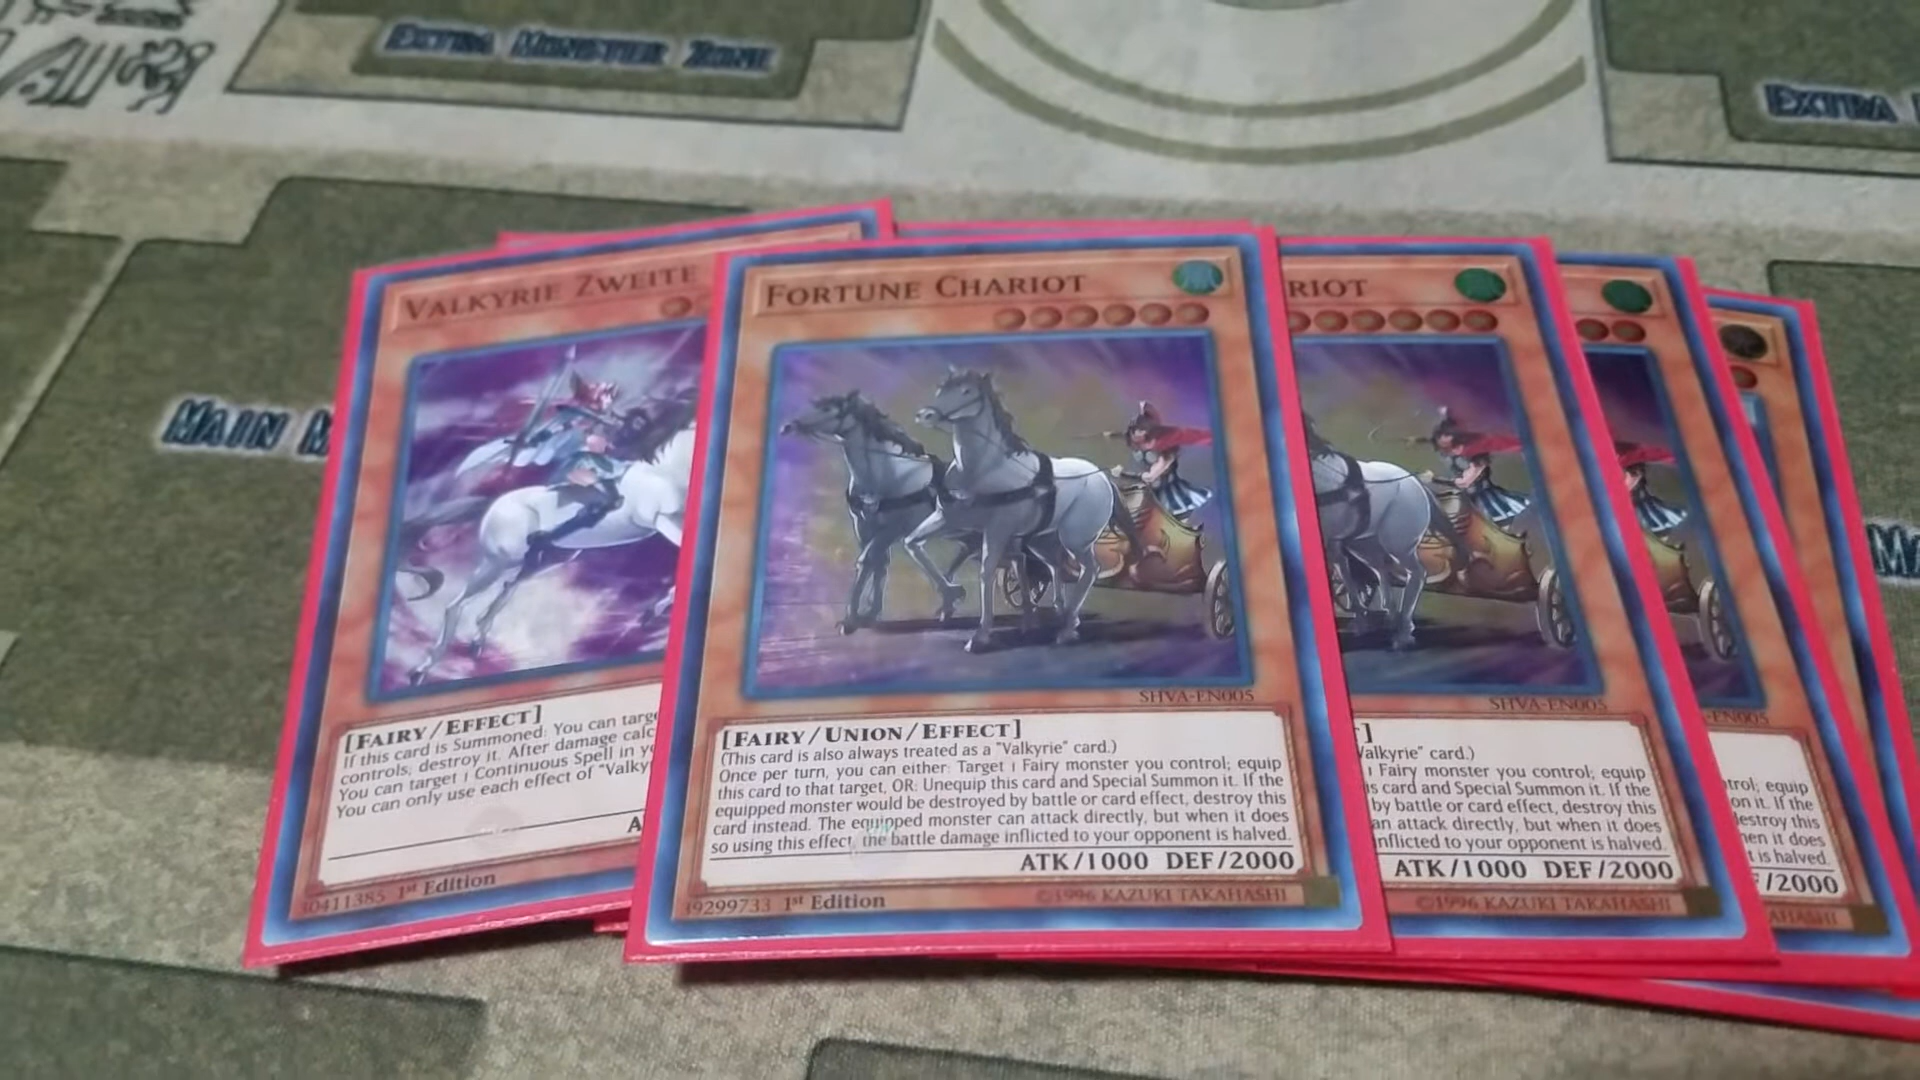 EXTRA MONSTER ZONE
EXTRA
MAIN M
VALKYRIE ZWEITE
[FAIRY/EFFECT]
If this card is Summoned: You can targe
controls; destroy it. After damage calc
You can target 1 Continuous Spell in y
You can only use each effect of "Valky
30411385 1st Edition
FORTUNE CHARIOT
SHVA-EN005
[FAIRY/UNION/EFFECT]
(This card is also always treated as a "Valkyrie" card.)
Once per turn, you can either: Target 1 Fairy monster you control; equip
this card to that target, OR: Unequip this card and Special Summon it. If the
equipped monster would be destroyed by battle or card effect, destroy this
card instead. The equipped monster can attack directly, but when it does
so using this effect, the battle damage inflicted to your opponent is halved.
ATK/1000 DEF/2000
39299733 1st Edition
©1996 KAZUKI TAKAHASHI
RIOT
SHVA-EN005
Valkyrie" card.)
1 Fairy monster you control; equip
is card and Special Summon it. If the
by battle or card effect, destroy this
an attack directly, but when it does
nflicted to your opponent is halved.
ATK/1000 DEF/2000
©1996 KAZUKI TAKAHASHI
-EN005
trol; equip
on it. If the
destroy this
hen it does
t is halved.
/2000
AHASHI
MA